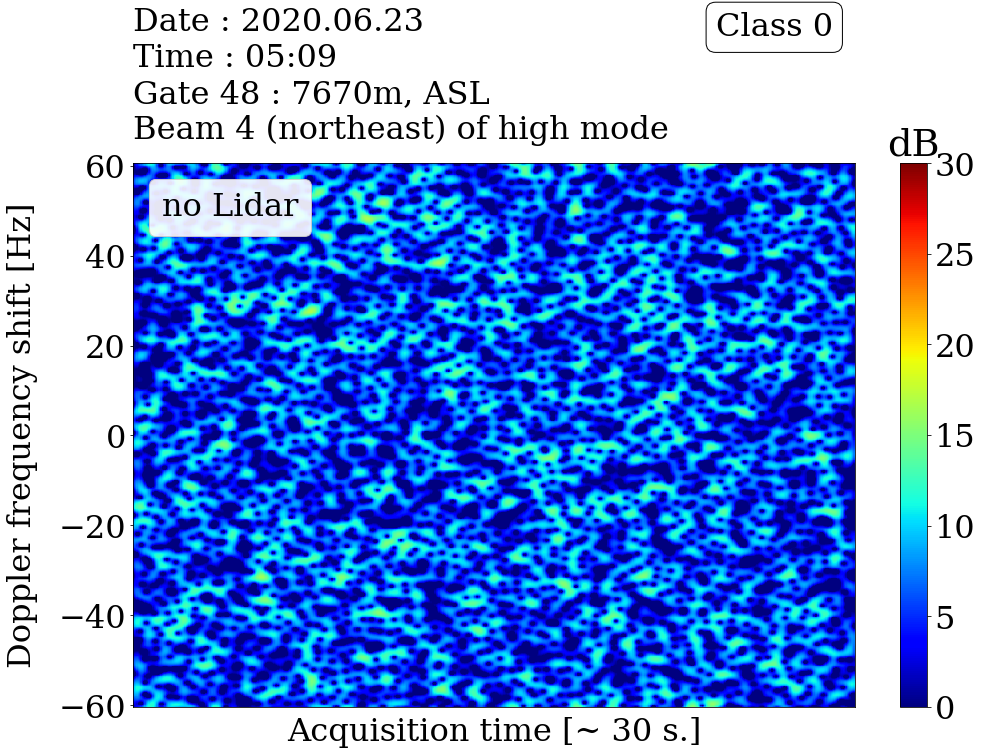 Date : 2020.06.23
Time : 05:09
Gate 48 : 7670m, ASL
Beam 4 (northeast) of high mode
Class 0
no Lidar
dB
30
25
20
15
10
5
0
Doppler frequency shift [Hz]
60
40
20
0
−20
−40
−60
Acquisition time [~ 30 s.]